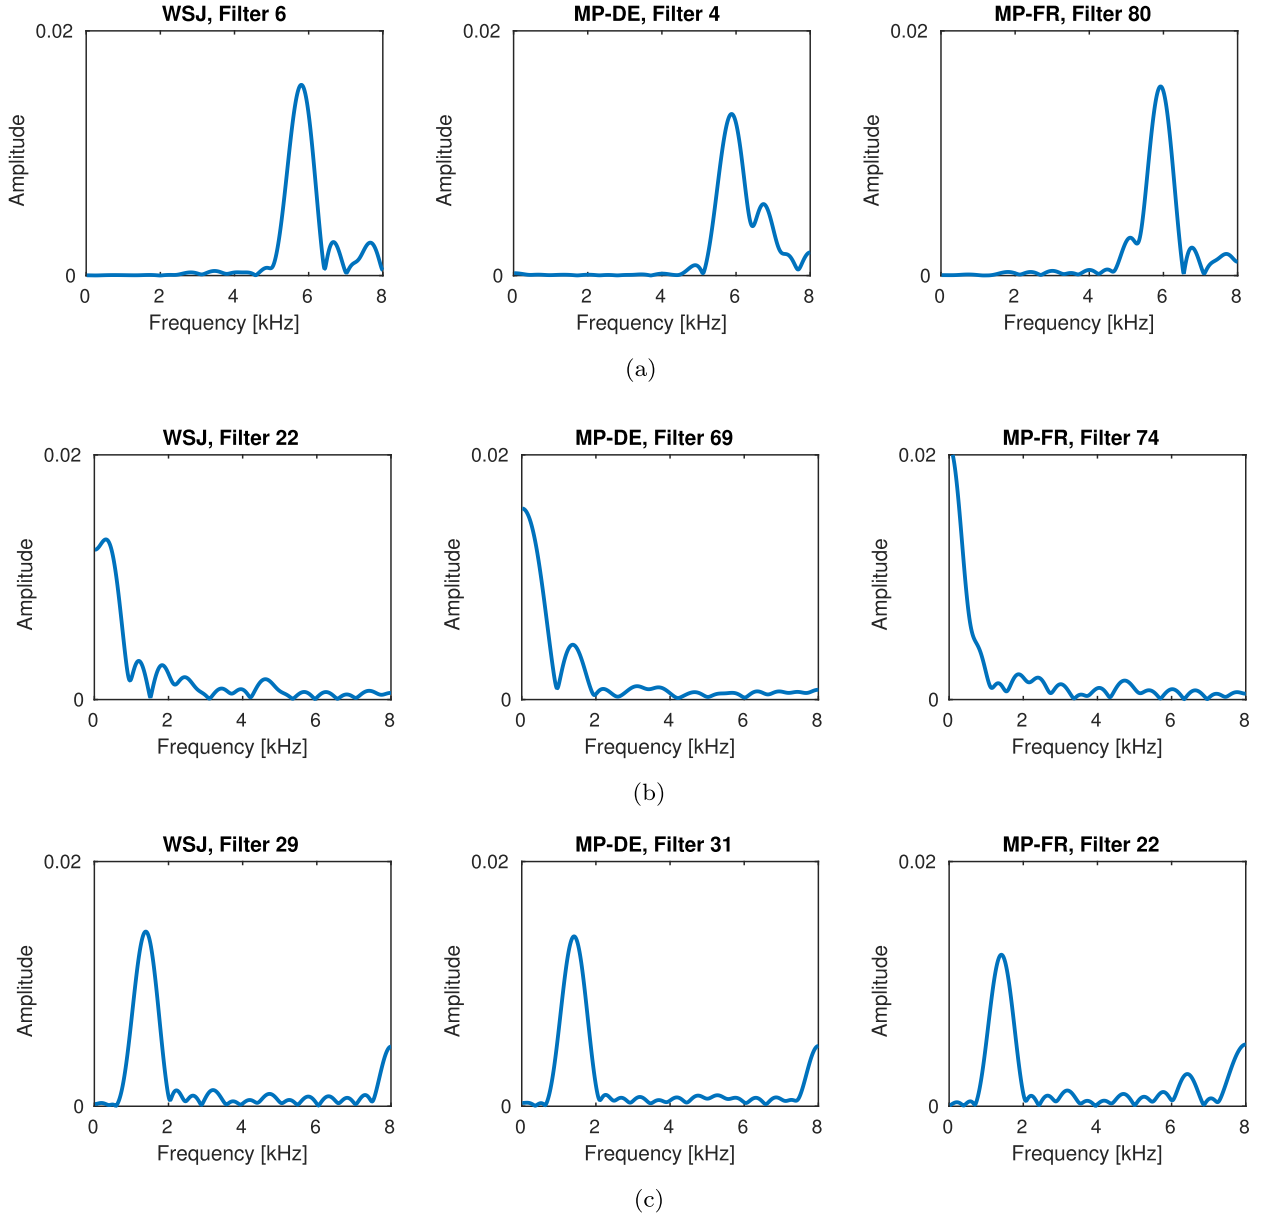 WSJ, Filter 6 MP-DE, Filter 4 MP-FR, Filter 80
0.02 0.02 0.02
Amplitude Amplitude Amplitude
0 0 0
0 2 4 6 8 0 2 4 6 8 0 2 4 6 8
Frequency [kHz] Frequency [kHz] Frequency [kHz]
(a)
WSJ, Filter 22 MP-DE, Filter 69 MP-FR, Filter 74
0.02 0.02 0.02
Amplitude Amplitude Amplitude
0 0 0
0 2 4 6 8 0 2 4 6 8 0 2 4 6 8
Frequency [kHz] Frequency [kHz] Frequency [kHz]
(b)
WSJ, Filter 29 MP-DE, Filter 31 MP-FR, Filter 22
0.02 0.02 0.02
Amplitude Amplitude Amplitude
0 0 0
0 2 4 6 8 0 2 4 6 8 0 2 4 6 8
Frequency [kHz] Frequency [kHz] Frequency [kHz]
(c)